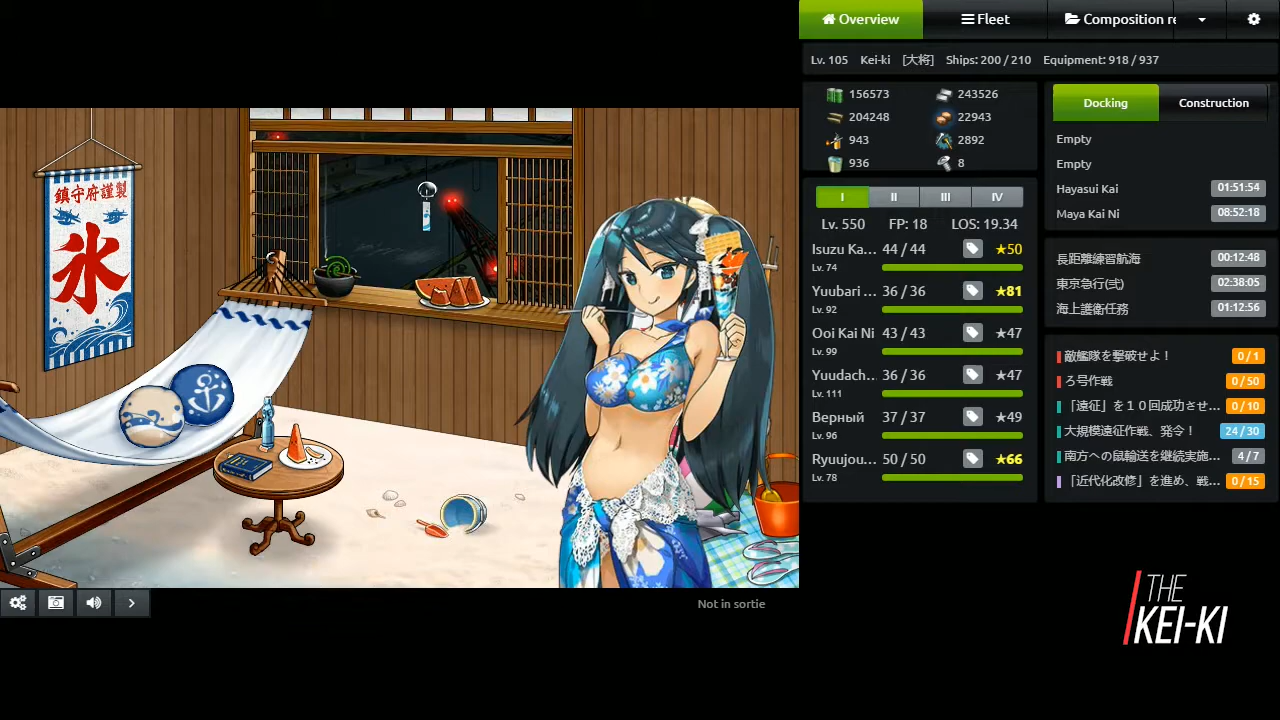 Overview
Fleet
Composition re
Lv. 105 Kei-ki [大将] Ships: 200 / 210 Equipment: 918 / 937
156573 243526
204248 22943
943 2892
936 8
Docking Construction
Empty
Empty
Hayasui Kai 01:51:54
Maya Kai Ni 08:52:18
I II III IV
Lv. 550 FP: 18 LOS: 19.34
Isuzu Ka... 44 / 44 ★50
Lv. 74
Yuubari ... 36 / 36 ★81
Lv. 92
Ooi Kai Ni 43 / 43 ★47
Lv. 99
Yuudach... 36 / 36 ★47
Lv. 111
Верный 37 / 37 ★49
Lv. 96
Ryuujou... 50 / 50 ★66
Lv. 78
長距離練習航海 00:12:48
東京急行(弐) 02:38:05
海上護衛任務 01:12:56
敵艦隊を撃破せよ！ 0 / 1
ろ号作戦 0 / 50
「遠征」を１０回成功させ... 0 / 10
大規模遠征作戦、発令！ 24 / 30
南方への鼠輸送を継続実施... 4 / 7
「近代化改修」を進め、戦... 0 / 15
鎮守府謹製
氷
Not in sortie
THE
KEI-KI